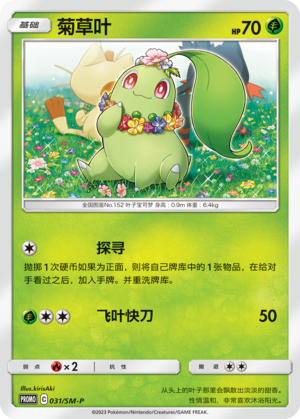 基础 菊草叶 HP70
全国图鉴No.152 叶子宝可梦 身高：0.9m 体重：6.4kg
探寻
抛掷1次硬币如果为正面，则将自己牌库中的1张物品，在给对
手看过之后，加入手牌。并重洗牌库。
飞叶快刀 50
弱点 ×2 抗性 撤退
Illus.kirisAki
PROMO C 031/SM-P
从头上的叶子那里会飘散出淡淡的甜香。
性情温和，非常喜欢沐浴阳光。
©2023 Pokémon/Nintendo/Creatures/GAME FREAK.